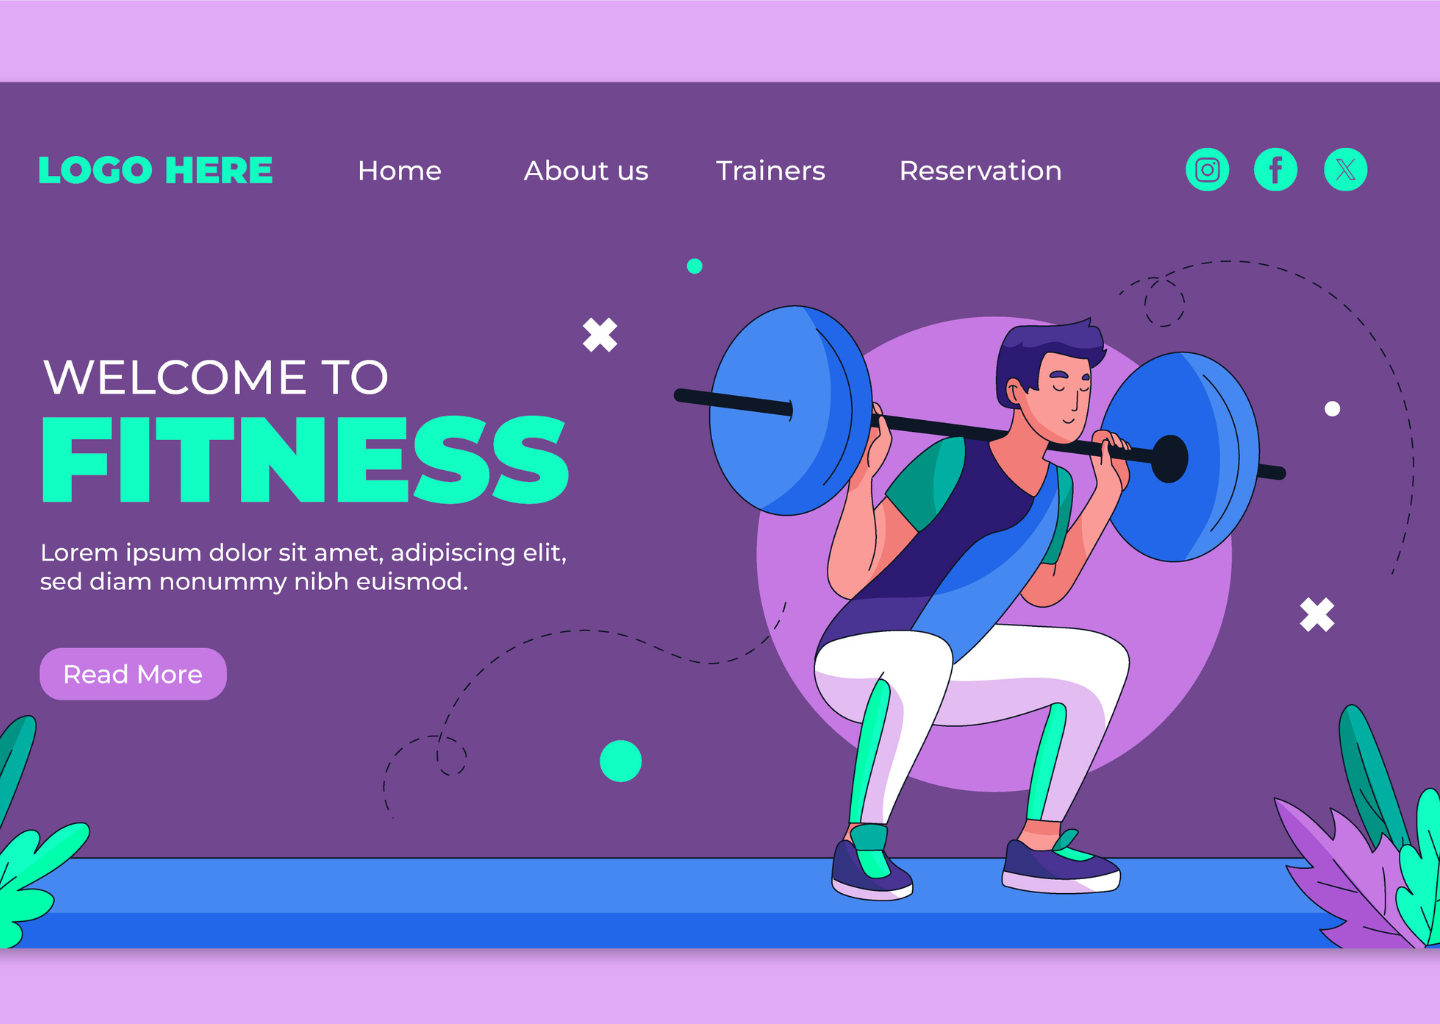 LOGO HERE
Home
About us
Trainers
Reservation
WELCOME TO
FITNESS
Lorem ipsum dolor sit amet, adipiscing elit,
sed diam nonummy nibh euismod.
Read More